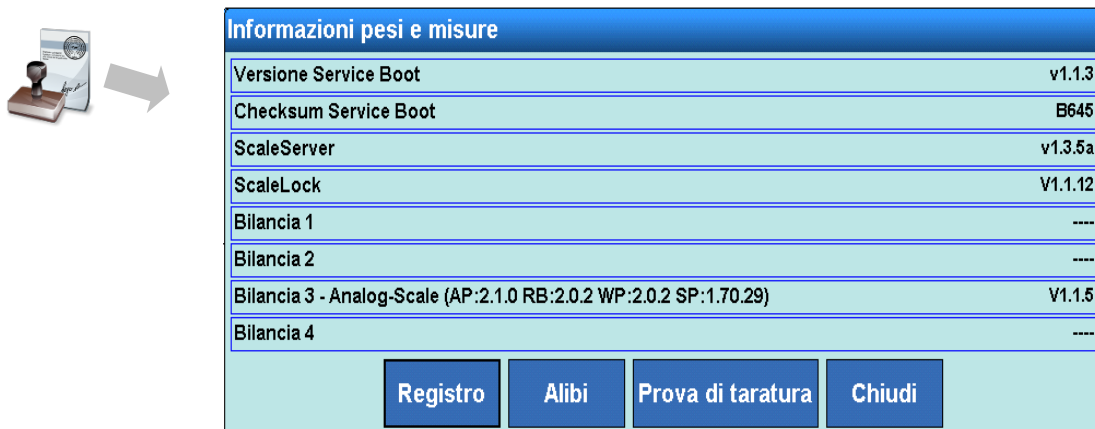 Informazioni pesi e misure
Versione Service Boot v1.1.3
Checksum Service Boot B645
ScaleServer v1.3.5a
ScaleLock V1.1.12
Bilancia 1 ----
Bilancia 2 ----
Bilancia 3 - Analog-Scale (AP:2.1.0 RB:2.0.2 WP:2.0.2 SP:1.70.29) V1.1.5
Bilancia 4 ----
Registro Alibi Prova di taratura Chiudi